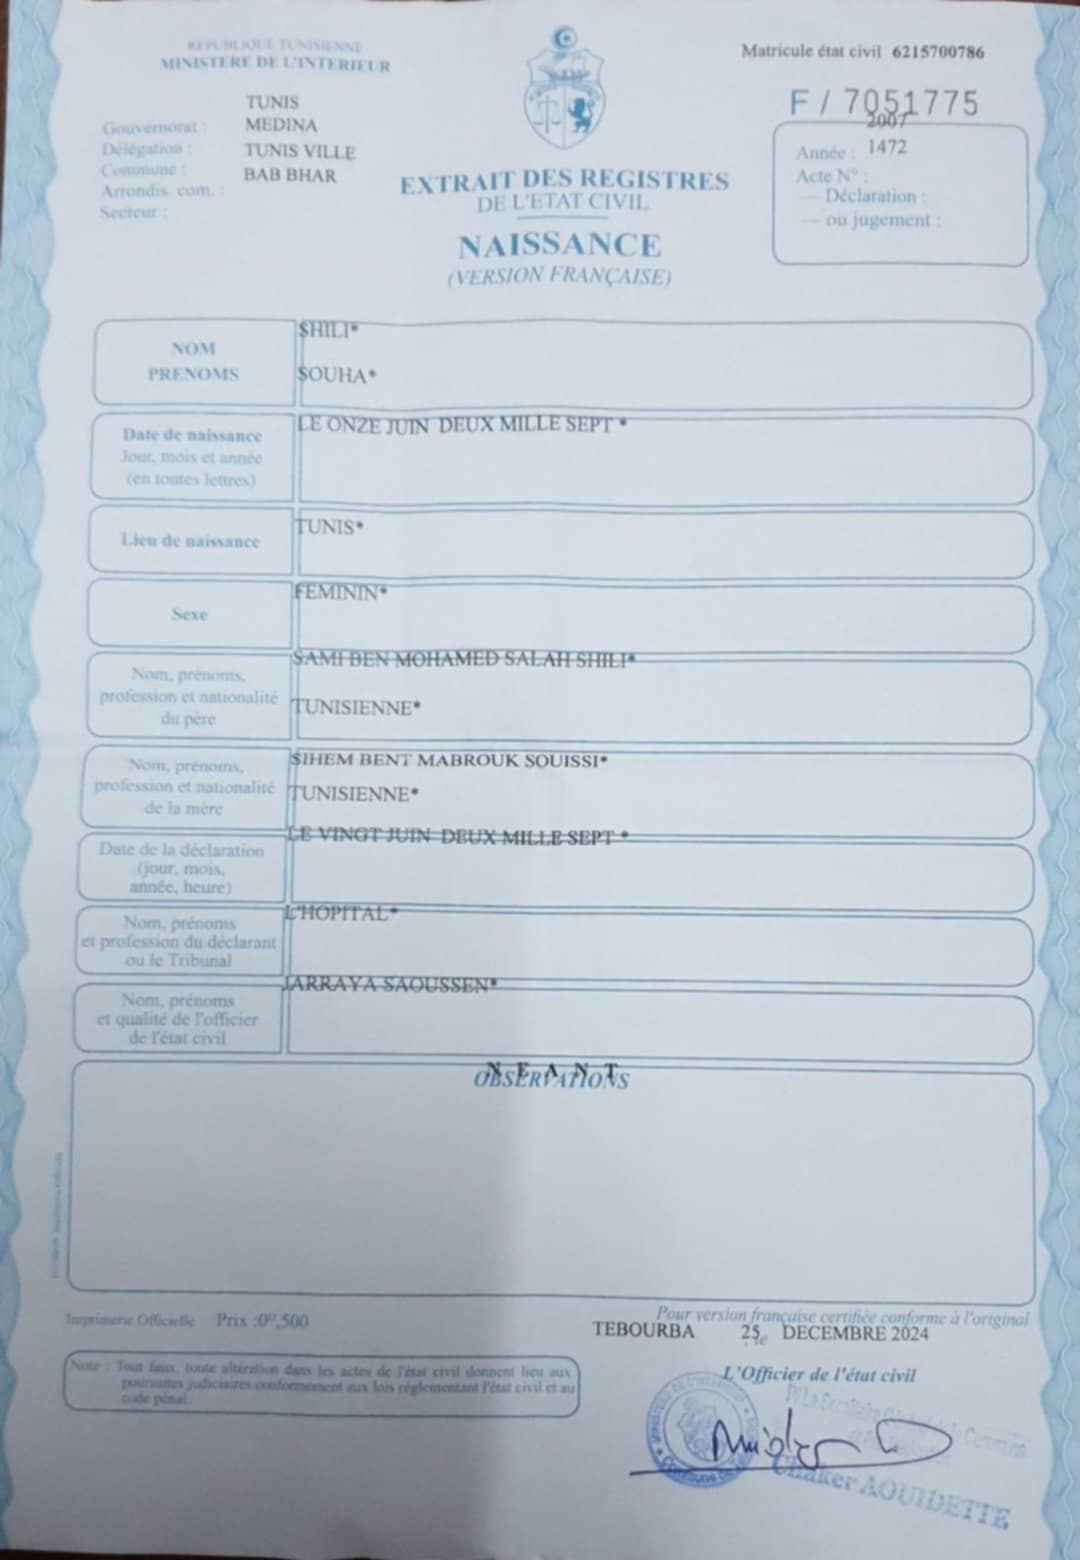 REPUBLIQUE TUNISIENNE
MINISTERE DE L'INTERIEUR
Matricule état civil 6215700786
F / 7051775
TUNIS
Gouvernorat : MEDINA
Délégation : TUNIS VILLE
Commune : BAB BHAR
Arrondis. com. :
Secteur :
2007
Année : 1472
Acte N° :
— Déclaration :
— ou jugement :
EXTRAIT DES REGISTRES
DE L'ETAT CIVIL
NAISSANCE
(VERSION FRANÇAISE)
NOM
PRENOMS
SHILI*
SOUHA*
Date de naissance
Jour, mois et année
(en toutes lettres)
LE ONZE JUIN DEUX MILLE SEPT *
Lieu de naissance
TUNIS*
Sexe
FEMININ*
Nom, prénoms,
profession et nationalité
du père
SAMI BEN MOHAMED SALAH SHILI*
TUNISIENNE*
Nom, prénoms,
profession et nationalité
de la mère
SIHEM BENT MABROUK SOUISSI*
TUNISIENNE*
Date de la déclaration
(jour, mois,
année, heure)
LE VINGT JUIN DEUX MILLE SEPT *
Nom, prénoms
et profession du déclarant
ou le Tribunal
L'HOPITAL*
Nom, prénoms
et qualité de l'officier
de l'état civil
JARRAYA SAOUSSEN*
N E A N T
OBSERVATIONS
Imprimerie Officielle Prix :0ᴰ,500
Pour version française certifiée conforme à l'original
TEBOURBA 25 DECEMBRE 2024
le
Note : Tout faux, toute altération dans les actes de l'état civil donnent lieu aux
poursuites judiciaires conformement aux lois réglementant l'état civil et au
code pénal.
L'Officier de l'état civil
Chaker AOUIDETTE